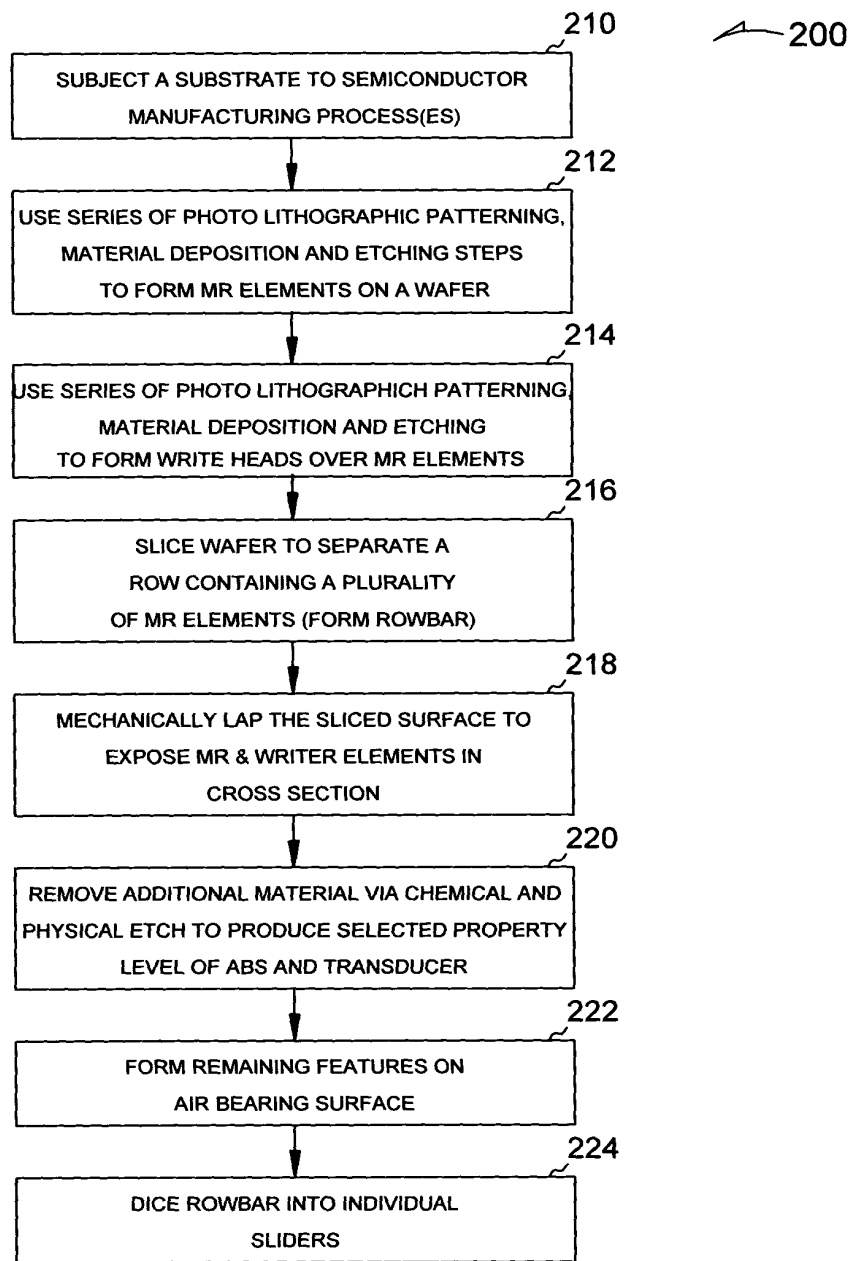 200
210
SUBJECT A SUBSTRATE TO SEMICONDUCTOR
MANUFACTURING PROCESS(ES)
212
USE SERIES OF PHOTO LITHOGRAPHIC PATTERNING,
MATERIAL DEPOSITION AND ETCHING STEPS
TO FORM MR ELEMENTS ON A WAFER
214
USE SERIES OF PHOTO LITHOGRAPHICH PATTERNING,
MATERIAL DEPOSITION AND ETCHING
TO FORM WRITE HEADS OVER MR ELEMENTS
216
SLICE WAFER TO SEPARATE A
ROW CONTAINING A PLURALITY
OF MR ELEMENTS (FORM ROWBAR)
218
MECHANICALLY LAP THE SLICED SURFACE TO
EXPOSE MR & WRITER ELEMENTS IN
CROSS SECTION
220
REMOVE ADDITIONAL MATERIAL VIA CHEMICAL AND
PHYSICAL ETCH TO PRODUCE SELECTED PROPERTY
LEVEL OF ABS AND TRANSDUCER
222
FORM REMAINING FEATURES ON
AIR BEARING SURFACE
224
DICE ROWBAR INTO INDIVIDUAL
SLIDERS